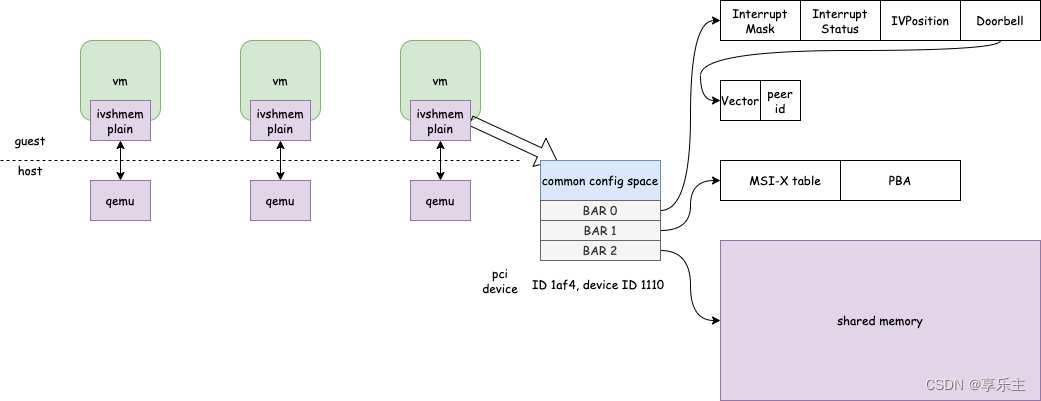 Interrupt
Mask
Interrupt
Status
IVPosition
Doorbell
vm
vm
vm
Vector
peer
id
ivshmem
plain
ivshmem
plain
ivshmem
plain
guest
host
common config space
MSI-X table
PBA
qemu
qemu
qemu
BAR 0
BAR 1
BAR 2
pci
device
ID 1af4, device ID 1110
shared memory
CSDN @享乐主